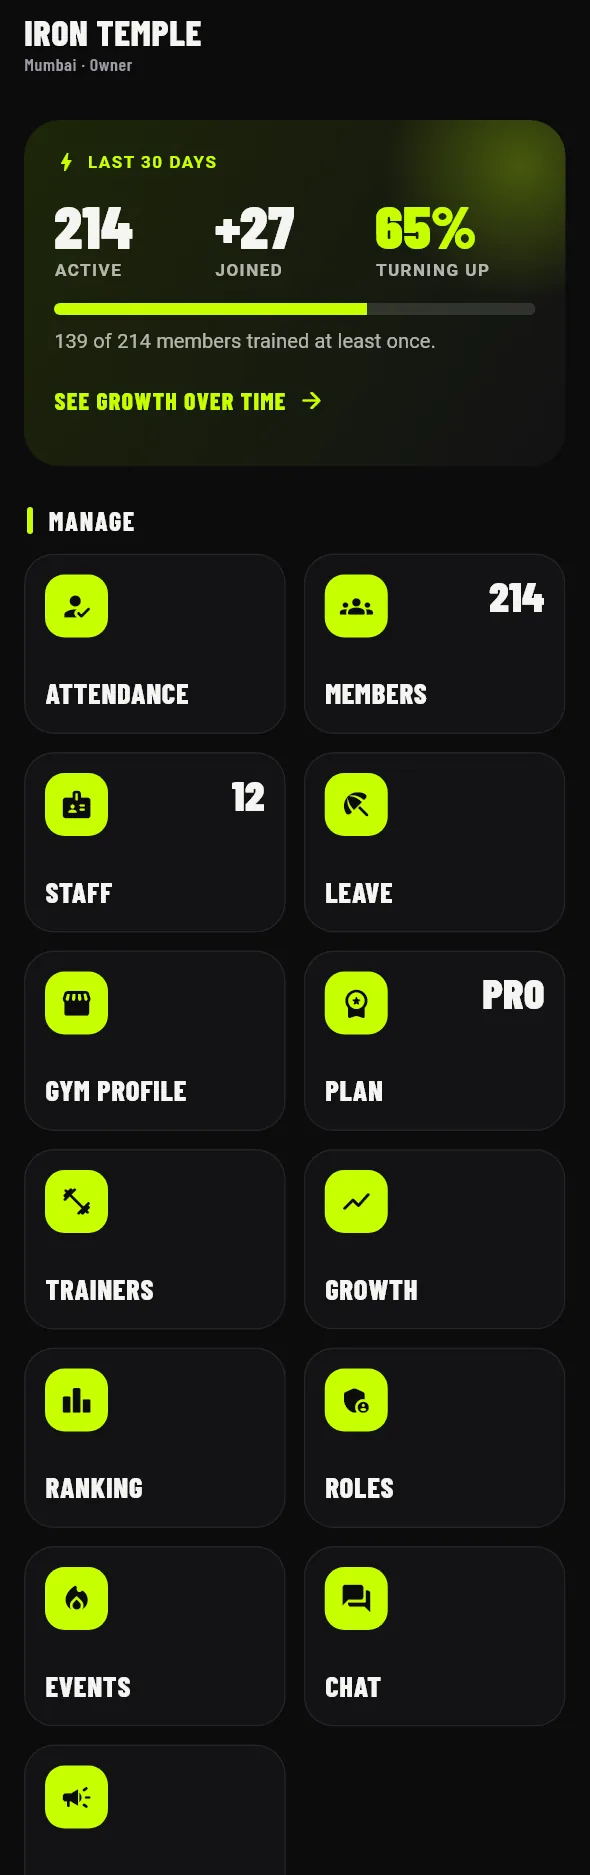 IRON TEMPLE
Mumbai · Owner
LAST 30 DAYS
214 +27 65%
ACTIVE JOINED TURNING UP
139 of 214 members trained at least once.
SEE GROWTH OVER TIME
MANAGE
214
ATTENDANCE MEMBERS
12
STAFF LEAVE
PRO
GYM PROFILE PLAN
TRAINERS GROWTH
RANKING ROLES
EVENTS CHAT